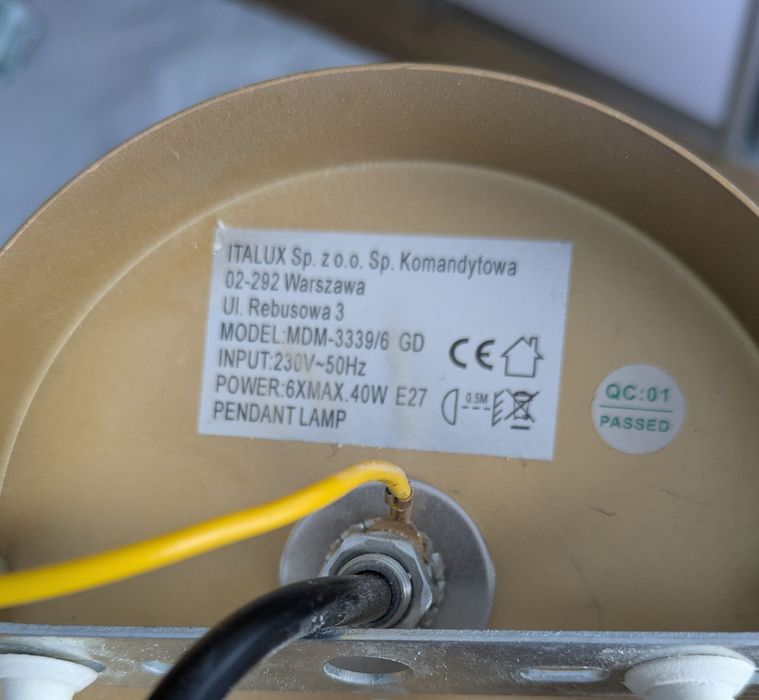 ITALUX Sp. z o.o. Sp. Komandytowa
02-292 Warszawa
Ul. Rebusowa 3
MODEL:MDM-3339/6 GD
INPUT:230V~50Hz
POWER:6XMAX.40W E27
PENDANT LAMP
CE
0.5M
QC:01
PASSED